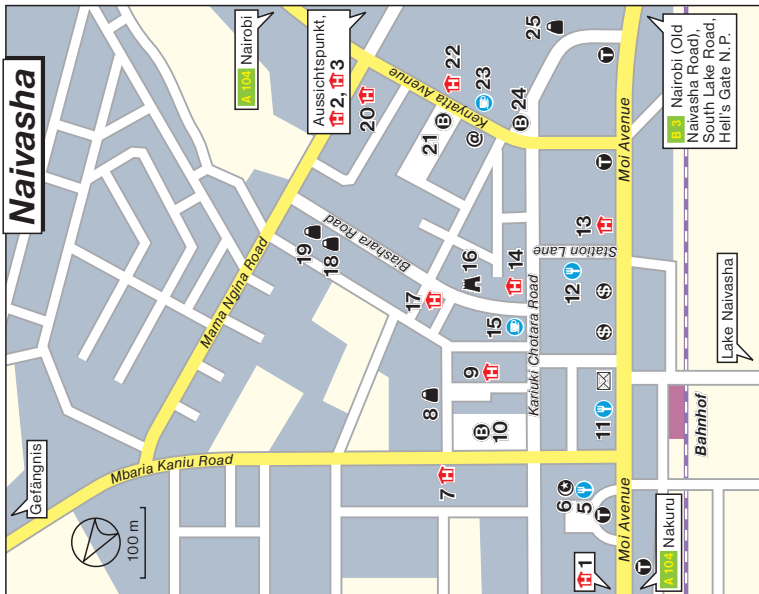 Naivasha
A 104 Nairobi
Aussichtspunkt,
2, 3
20
22
Kenyatta Avenue
23
21
@
B
24
B
25
T
Moi Avenue
B 3 Nairobi (Old
Naivasha Road),
South Lake Road,
Hell's Gate N.P.
T
Gefängnis
Mama Ngina Road
19
18
Biashara Road
17
16
14
15
13
Station Lane
12
$
$
Kariuki Chotara Road
9
8
B
10
11
Mbaria Kaniu Road
7
6
5
T
100 m
1
Moi Avenue
T
A 104 Nakuru
Bahnhof
Lake Naivasha